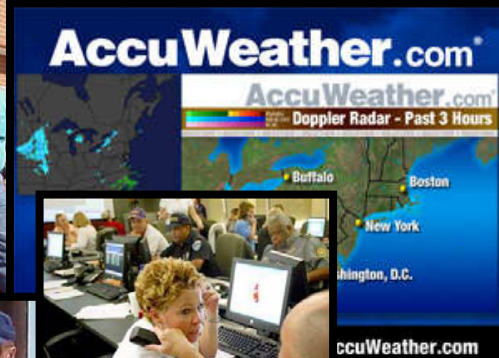 AccuWeather.com®
AccuWeather.com
Doppler Radar - Past 3 Hours
Buffalo
Boston
New York
shington, D.C.
ccuWeather.com